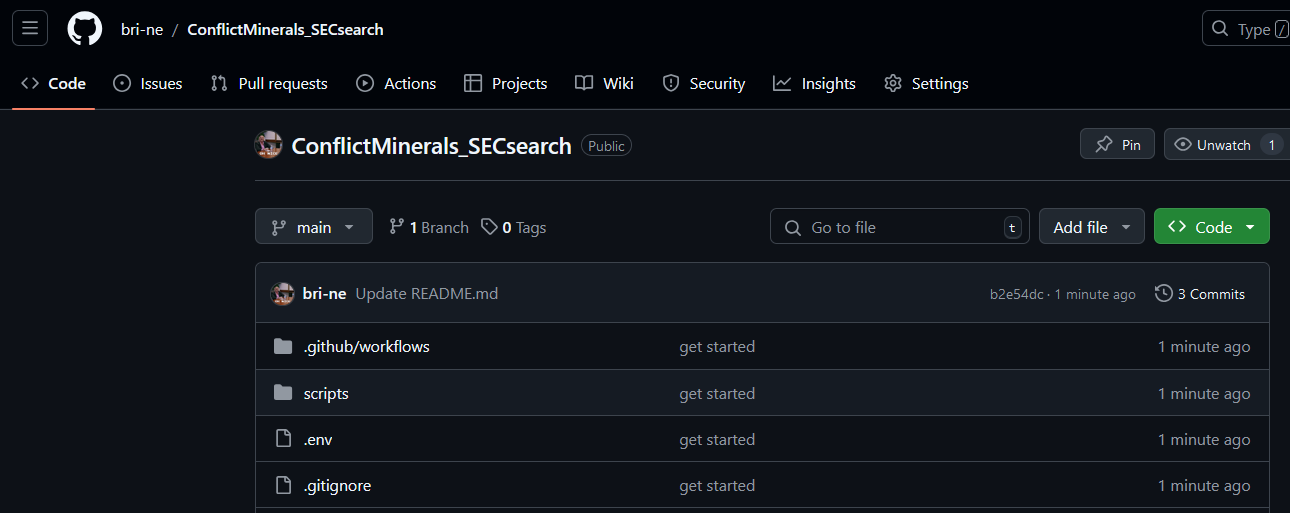 bri-ne / ConflictMinerals_SECsearch Type /
Code Issues Pull requests Actions Projects Wiki Security Insights Settings
ConflictMinerals_SECsearch Public Pin Unwatch 1
main 1 Branch 0 Tags Go to file t Add file Code
bri-ne Update README.md b2e54dc · 1 minute ago 3 Commits
.github/workflows get started 1 minute ago
scripts get started 1 minute ago
.env get started 1 minute ago
.gitignore get started 1 minute ago